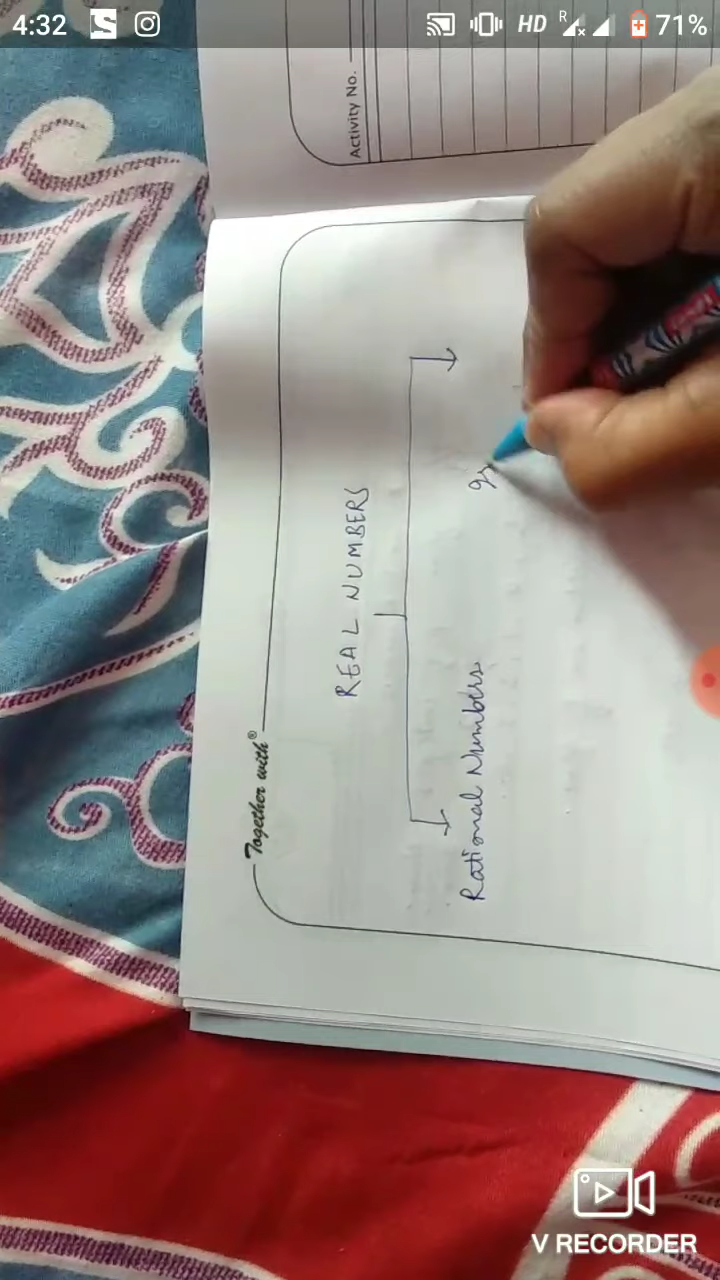 4:32 S HD R x 71%
Activity No.
Together with®
REAL NUMBERS
Rational Numbers
V RECORDER